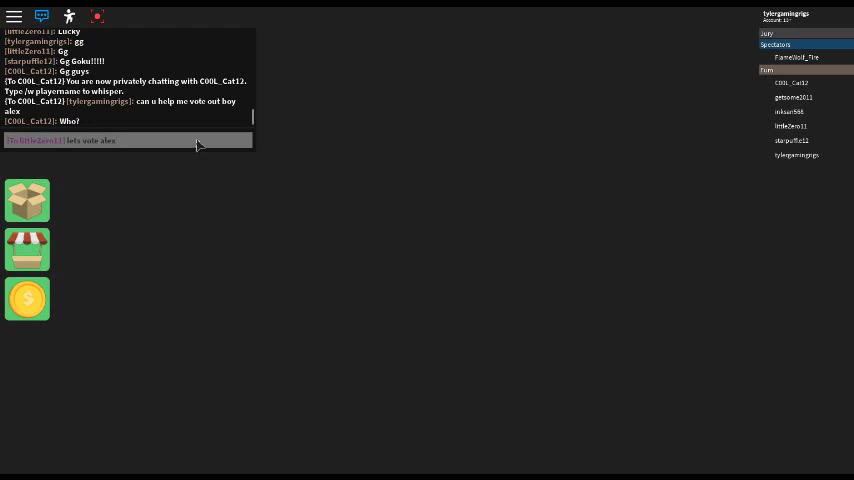 [littleZero11]: Lucky
[tylergamingrigs]: gg
[littleZero11]: Gg
[starpuffle12] Gg Goku!!!!!
[C00L_Cat12]: Gg guys
{To C00L_Cat12} You are now privately chatting with C00L_Cat12.
Type /w playername to whisper.
{To C00L_Cat12} [tylergamingrigs]: can u help me vote out boy
alex
[C00L_Cat12]: Who?
[To littleZero11] lets vote alex
tylergamingrigs
Account: 13+
Jury
Spectators
FlameWolf_Fire
C00L_Cat12
getsome2011
inksan568
littleZero11
starpuffle12
tylergamingrigs